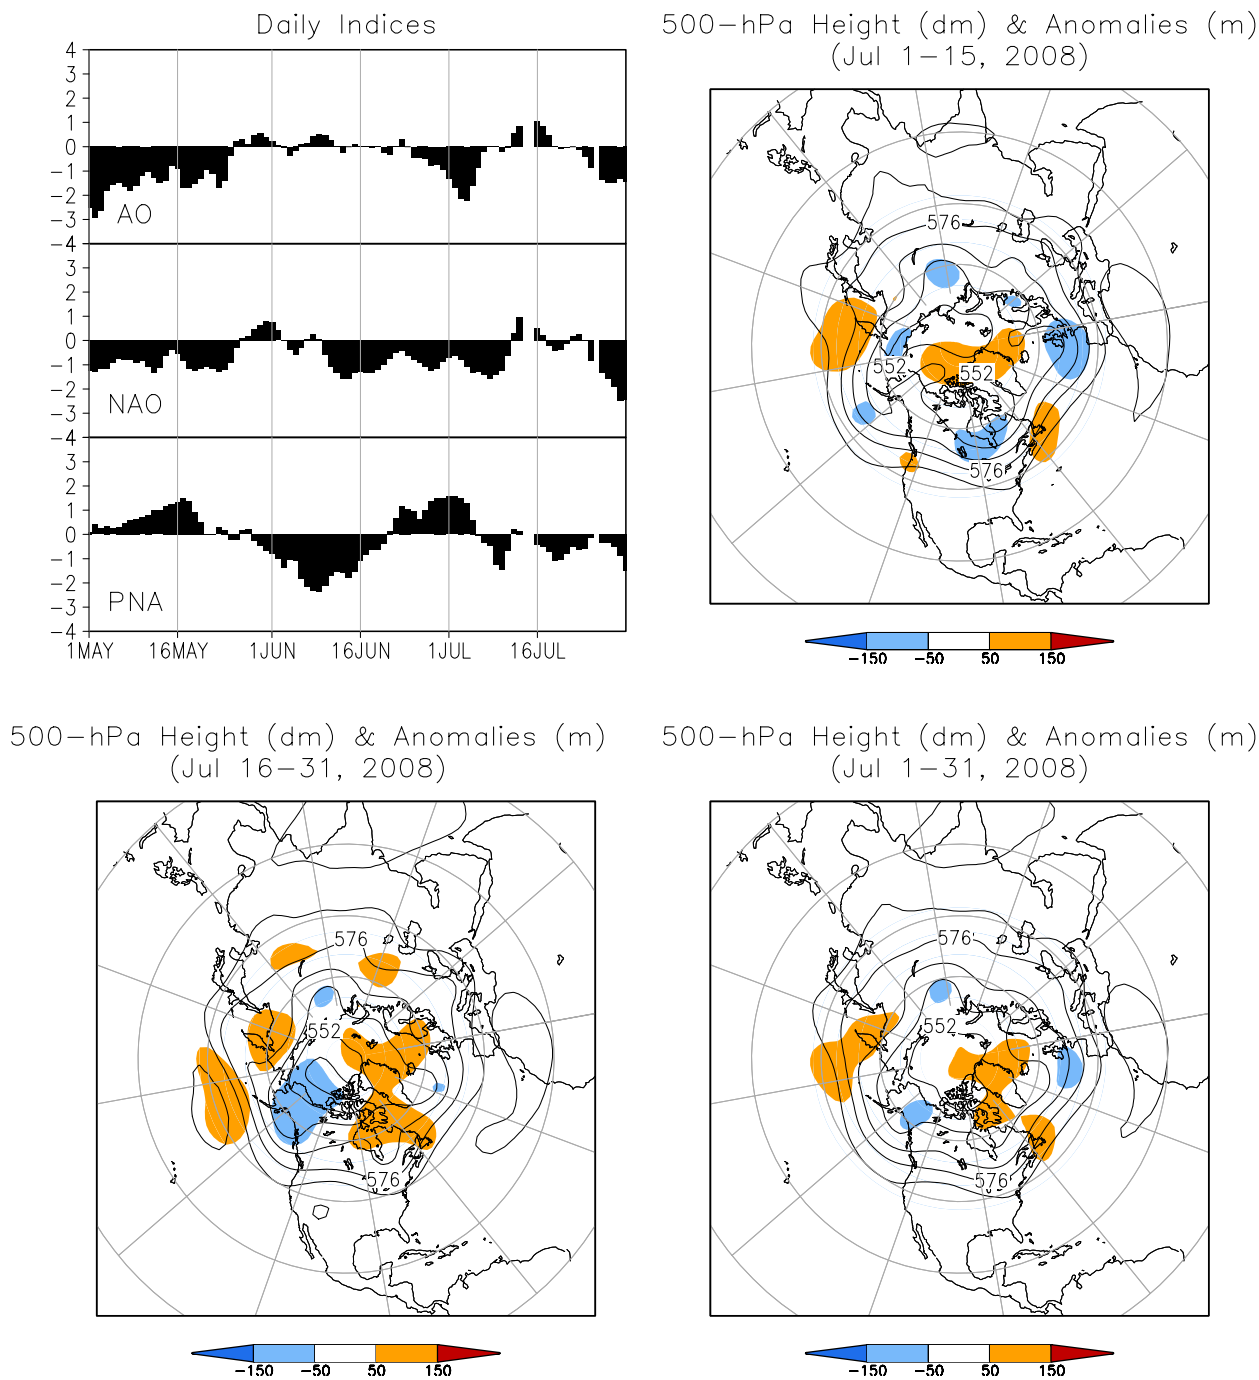 Daily Indices
4
3
2
1
0
−1
−2
−3
AO
−4
3
2
1
0
−1
−2
−3
NAO
−4
3
2
1
0
−1
−2
−3
−4
PNA
1MAY 16MAY 1JUN 16JUN 1JUL 16JUL
500−hPa Height (dm) & Anomalies (m)
(Jul 1−15, 2008)
576
552
552
576
−150 −50 50 150
500−hPa Height (dm) & Anomalies (m)
(Jul 16−31, 2008)
576
552
576
−150 −50 50 150
500−hPa Height (dm) & Anomalies (m)
(Jul 1−31, 2008)
576
552
576
−150 −50 50 150